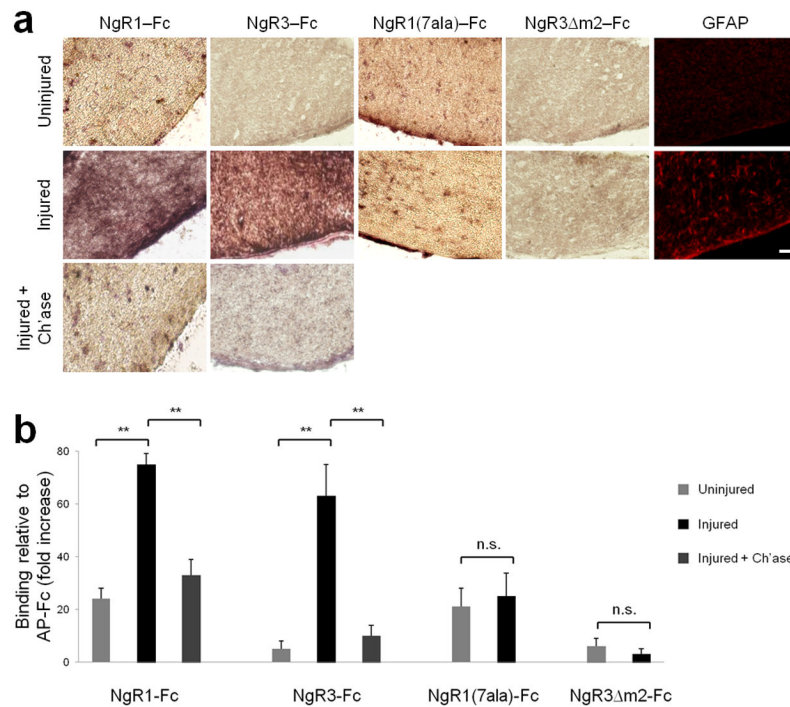 a
NgR1–Fc NgR3–Fc NgR1(7ala)–Fc NgR3Δm2–Fc GFAP
Uninjured
Injured
Injured +
Ch'ase
b
Binding relative to
AP-Fc (fold increase)
80
60
40
20
0
** **
** **
n.s.
n.s.
Uninjured
Injured
Injured + Ch'ase
NgR1-Fc NgR3-Fc NgR1(7ala)-Fc NgR3Δm2-Fc